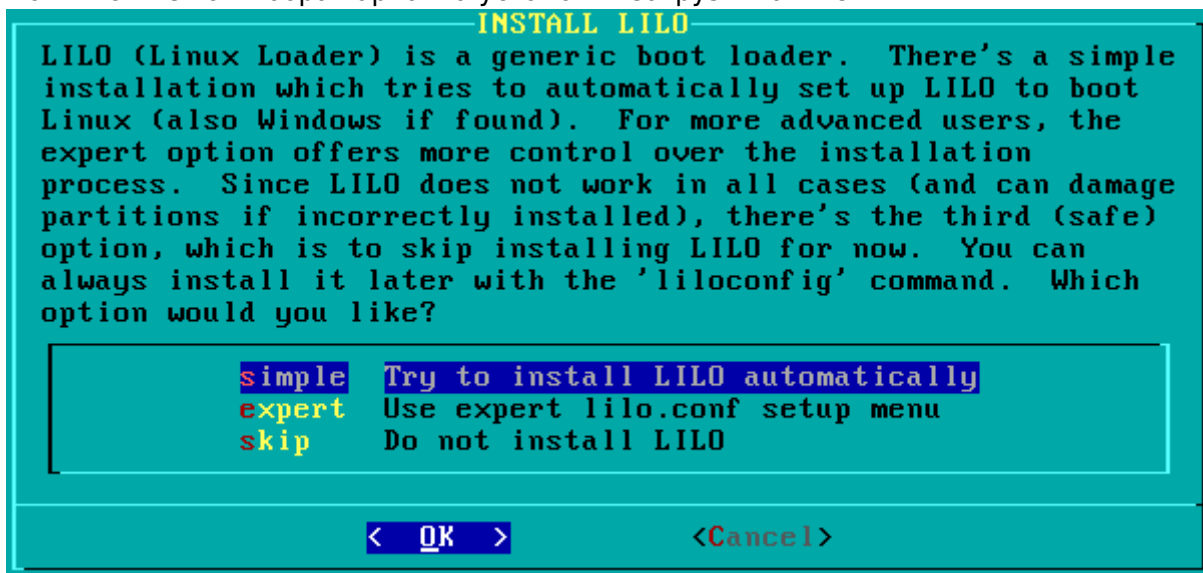 INSTALL LILO
LILO (Linux Loader) is a generic boot loader.  There's a simple
installation which tries to automatically set up LILO to boot
Linux (also Windows if found).  For more advanced users, the
expert option offers more control over the installation
process.  Since LILO does not work in all cases (and can damage
partitions if incorrectly installed), there's the third (safe)
option, which is to skip installing LILO for now.  You can
always install it later with the 'liloconfig' command.  Which
option would you like?
simple  Try to install LILO automatically
expert  Use expert lilo.conf setup menu
skip    Do not install LILO
<  OK  >  <Cancel>